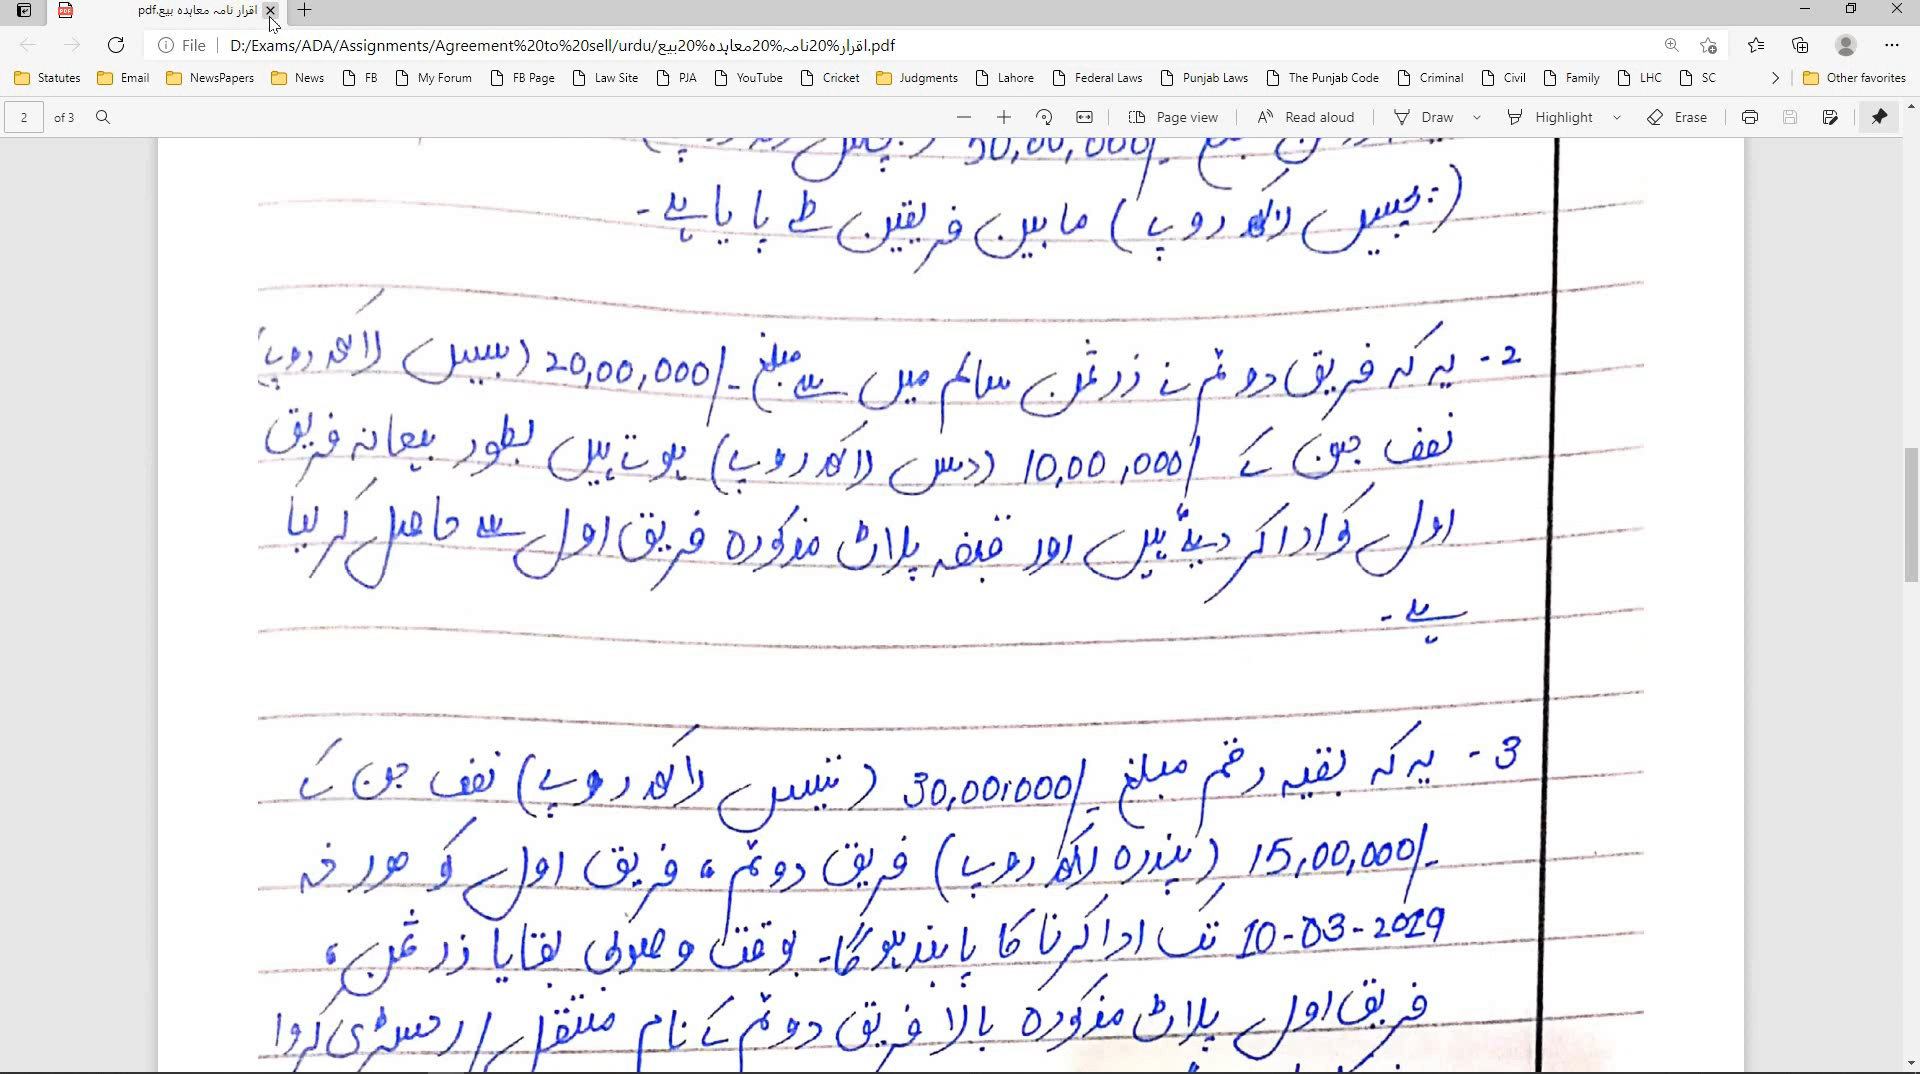 اقرار نامہ معاہدہ بیع.pdf
File D:/Exams/ADA/Assignments/Agreement%20to%20sell/urdu/اقرار%20نامہ%20معاہدہ%20بیع.pdf
Statutes Email NewsPapers News FB My Forum FB Page Law Site PJA YouTube Cricket Judgments Lahore Federal Laws Punjab Laws The Punjab Code Criminal Civil Family LHC SC Other favorites
2 of 3 Page view Read aloud Draw Highlight Erase
50,00,000/-
(پچیس لاکھ روپے) مابین فریقین طے پایا ہے۔
2- یہ کہ فریق دوئم نے زرثمن سالم میں سے مبلغ -/20,00,000 (بیس لاکھ روپے)
نصف جس کے /10,00,000 (دس لاکھ روپے) ہوتے ہیں بطور بیعانہ فریق
اول کو ادا کر دیئے ہیں اور قبضہ پلاٹ مذکورہ فریق اول سے حاصل کر لیا
ہے۔
3- یہ کہ بقیہ رقم مبلغ -/30,00,000 (تیس لاکھ روپے) نصف جس کے
-/15,00,000 (پندرہ لاکھ روپے) فریق دوئم، فریق اول کو مورخہ
10-03-2019 تک ادا کرنا کا پابند ہوگا۔ بوقت وصولی بقایا زرثمن،
فریق اول پلاٹ مذکورہ بالا فریق دوئم کے نام منتقل / رجسٹری کروا